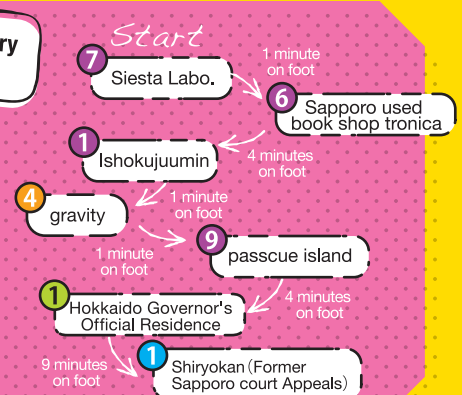 ry
Start
7
Siesta Labo.
1 minute
on foot
6
Sapporo used
book shop tronica
4 minutes
on foot
1
Ishokujuumin
1 minute
on foot
4
gravity
1 minute
on foot
9
passcue island
4 minutes
on foot
1
Hokkaido Governor's
Official Residence
9 minutes
on foot
1
Shiryokan (Former
Sapporo court Appeals)